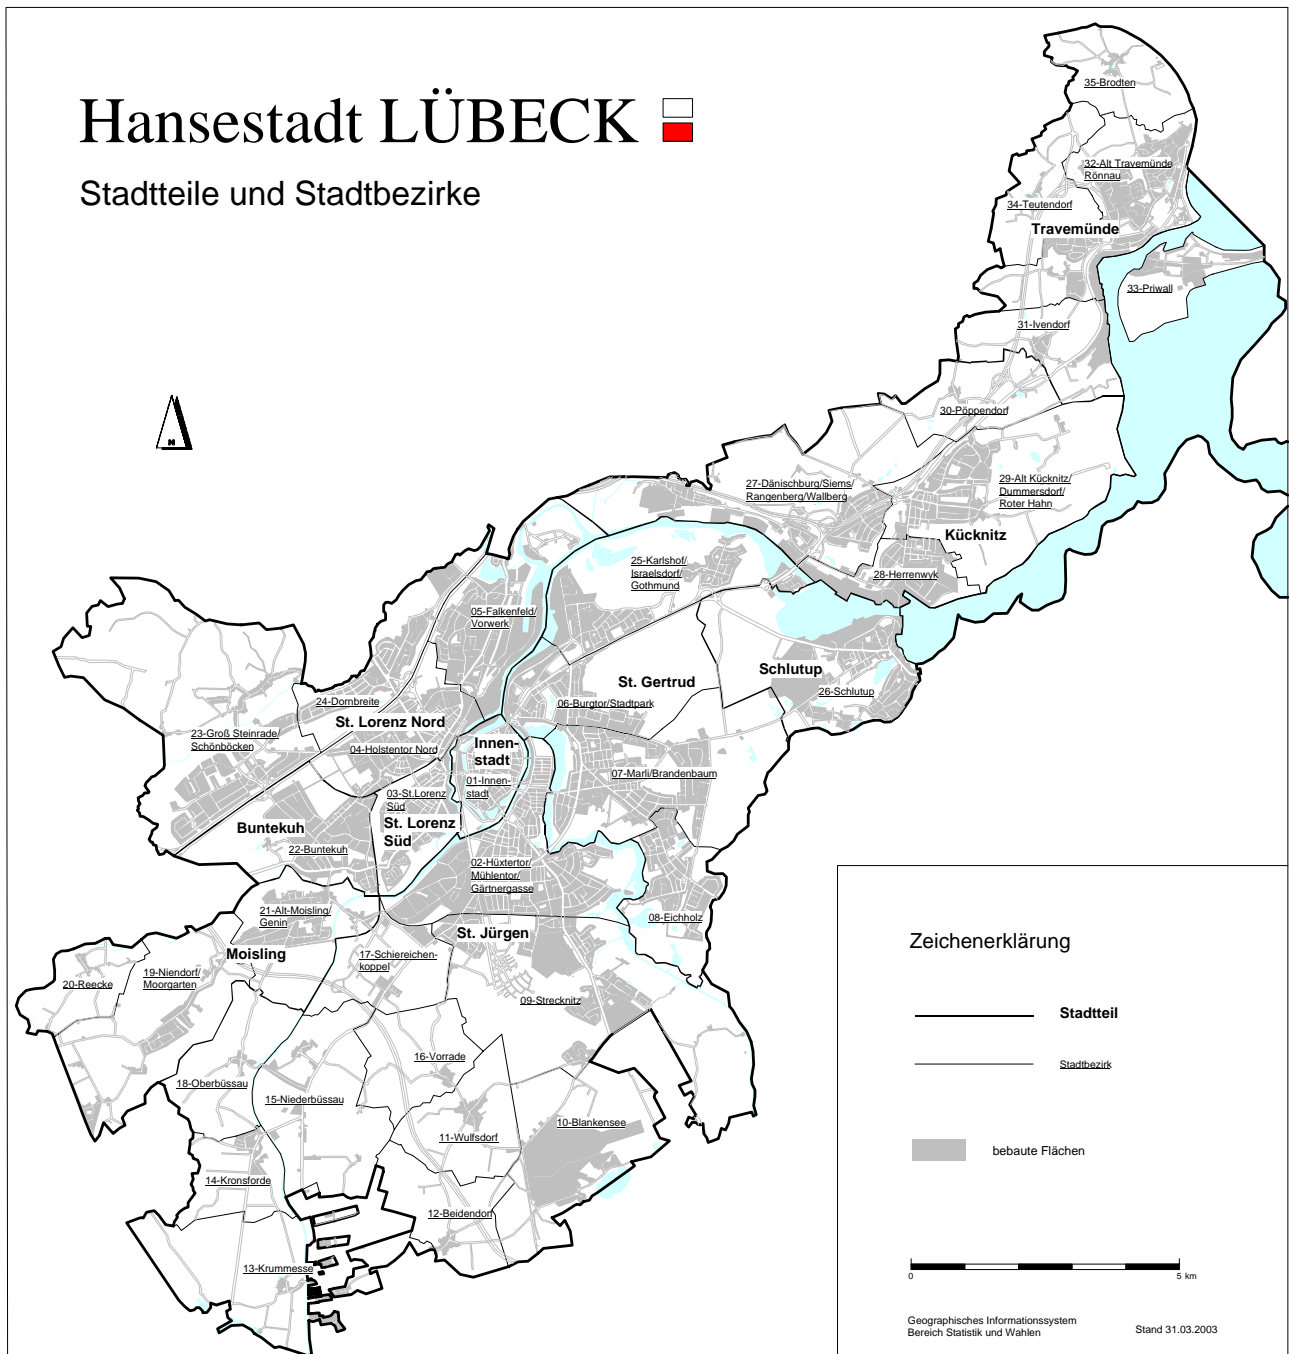 Hansestadt LÜBECK
Stadtteile und Stadtbezirke
35-Brodten
32-Alt Travemünde
Rönnau
34-Teutendorf
Travemünde
33-Priwall
31-Ivendorf
30-Pöppendorf
N
27-Dänischburg/Siems/
Rangenberg/Wallberg
29-Alt Kücknitz/
Dummersdorf/
Roter Hahn
Kücknitz
25-Karlshof/
Israelsdorf/
Gothmund
28-Herrenwyk
05-Falkenfeld/
Vorwerk
Schlutup
St. Gertrud
26-Schlutup
24-Dornbreite
06-Burgtor/Stadtpark
St. Lorenz Nord
23-Groß Steinrade/
Schönböcken
04-Holstentor Nord
Innen-
stadt
01-Innen-
stadt
07-Marli/Brandenbaum
03-St.Lorenz
Süd
Buntekuh
St. Lorenz
Süd
22-Buntekuh
02-Hüxtertor/
Mühlentor/
Gärtnergasse
21-Alt-Moisling/
Genin
08-Eichholz
St. Jürgen
Moisling
17-Schiereichen-
koppel
19-Niendorf/
Moorgarten
20-Reecke
09-Strecknitz
16-Vorrade
18-Oberbüssau
15-Niederbüssau
10-Blankensee
11-Wulfsdorf
14-Kronsforde
12-Beidendorf
13-Krummesse
Zeichenerklärung
Stadtteil
Stadtbezirk
bebaute Flächen
0 5 km
Geographisches Informationssystem
Bereich Statistik und Wahlen
Stand 31.03.2003